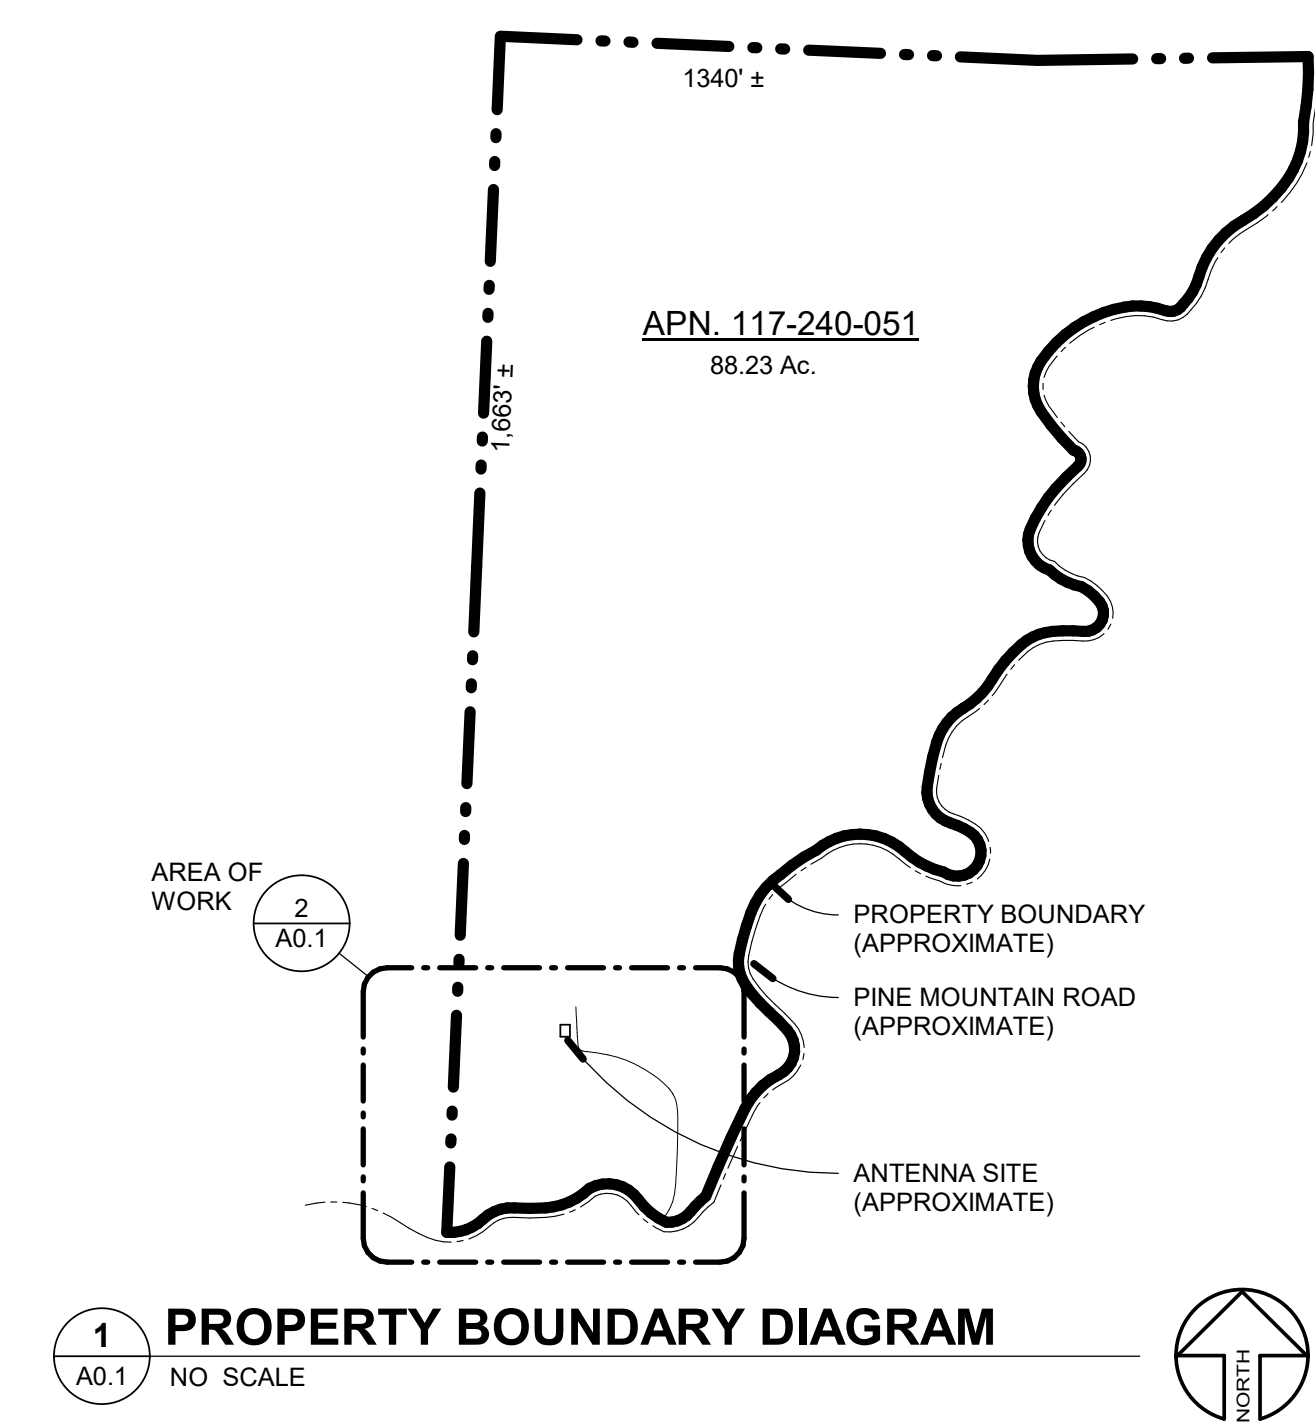 1340' ±
APN. 117-240-051
88.23 Ac.
1,663' ±
AREA OF
WORK
2
A0.1
PROPERTY BOUNDARY
(APPROXIMATE)
PINE MOUNTAIN ROAD
(APPROXIMATE)
ANTENNA SITE
(APPROXIMATE)
1
A0.1
PROPERTY BOUNDARY DIAGRAM
NO SCALE
NORTH